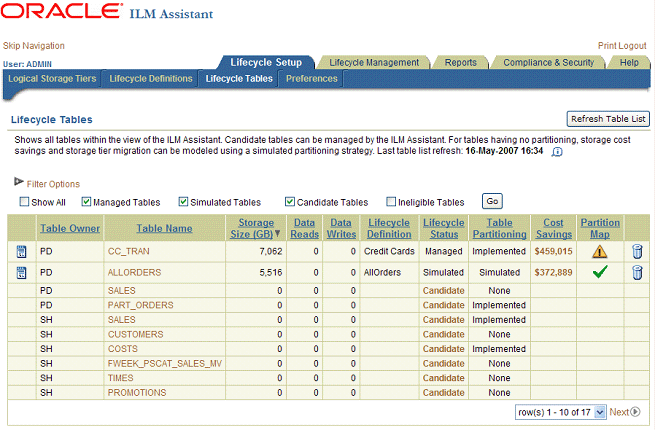 ORACLE ILM Assistant
Skip Navigation Print Logout
User: ADMIN Lifecycle Setup Lifecycle Management Reports Compliance & Security Help
Logical Storage Tiers Lifecycle Definitions Lifecycle Tables Preferences
Lifecycle Tables Refresh Table List
Shows all tables within the view of the ILM Assistant. Candidate tables can be managed by the ILM Assistant. For tables having no partitioning, storage cost
savings and storage tier migration can be modeled using a simulated partitioning strategy. Last table list refresh: 16-May-2007 16:34
Filter Options
Show All Managed Tables Simulated Tables Candidate Tables Ineligible Tables Go
Table Owner Table Name Storage Size (GB) Data Reads Data Writes Lifecycle Definition Lifecycle Status Table Partitioning Cost Savings Partition Map
PD CC_TRAN 7,062 0 0 Credit Cards Managed Implemented $459,015
PD ALLORDERS 5,516 0 0 AllOrders Simulated Simulated $372,889
PD SALES 0 0 0 Candidate None
PD PART_ORDERS 0 0 0 Candidate Implemented
SH SALES 0 0 0 Candidate Implemented
SH CUSTOMERS 0 0 0 Candidate None
SH COSTS 0 0 0 Candidate Implemented
SH FWEEK_PSCAT_SALES_MV 0 0 0 Candidate None
SH TIMES 0 0 0 Candidate None
SH PROMOTIONS 0 0 0 Candidate None
row(s) 1 - 10 of 17 Next